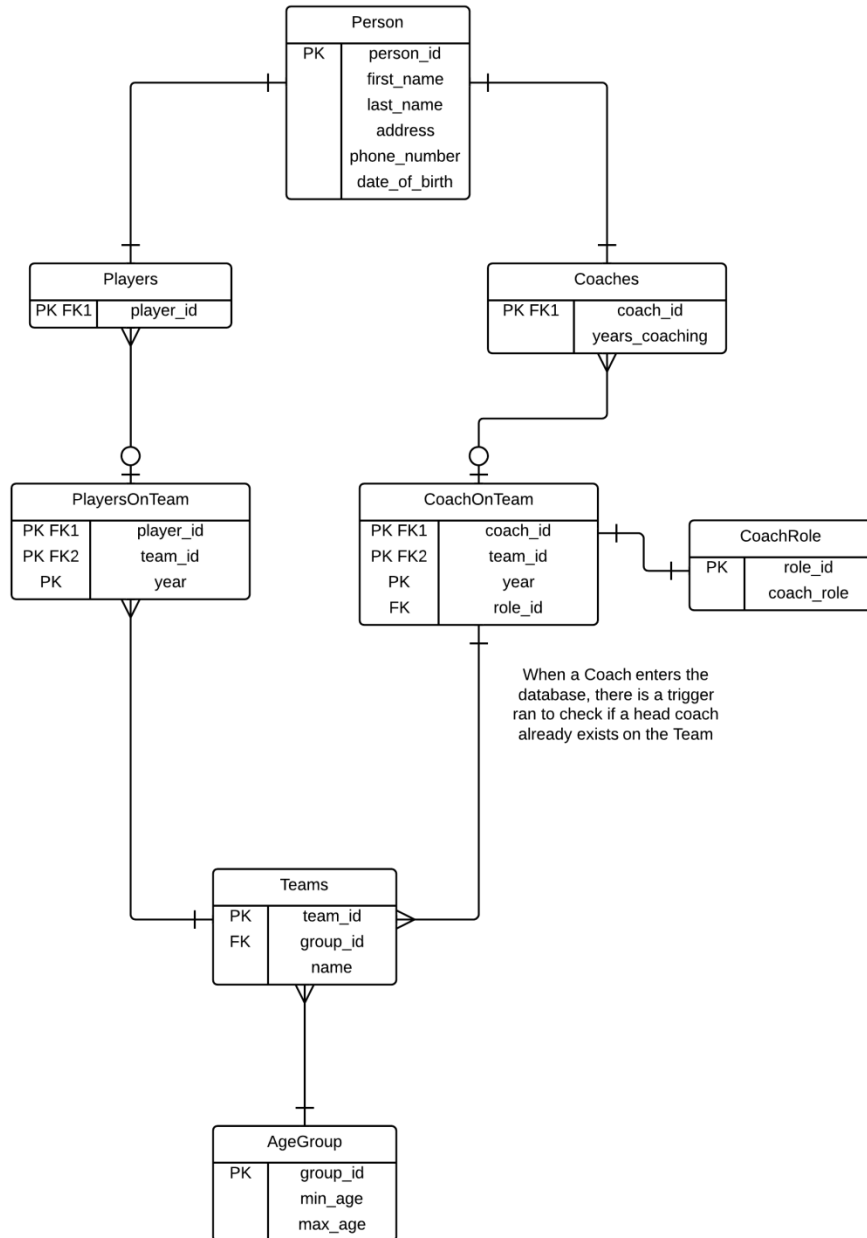 Person
PK person_id
first_name
last_name
address
phone_number
date_of_birth
Players
PK FK1 player_id
Coaches
PK FK1 coach_id
years_coaching
PlayersOnTeam
PK FK1 player_id
PK FK2 team_id
PK year
CoachOnTeam
PK FK1 coach_id
PK FK2 team_id
PK year
FK role_id
CoachRole
PK role_id
coach_role
When a Coach enters the
database, there is a trigger
ran to check if a head coach
already exists on the Team
Teams
PK team_id
FK group_id
name
AgeGroup
PK group_id
min_age
max_age